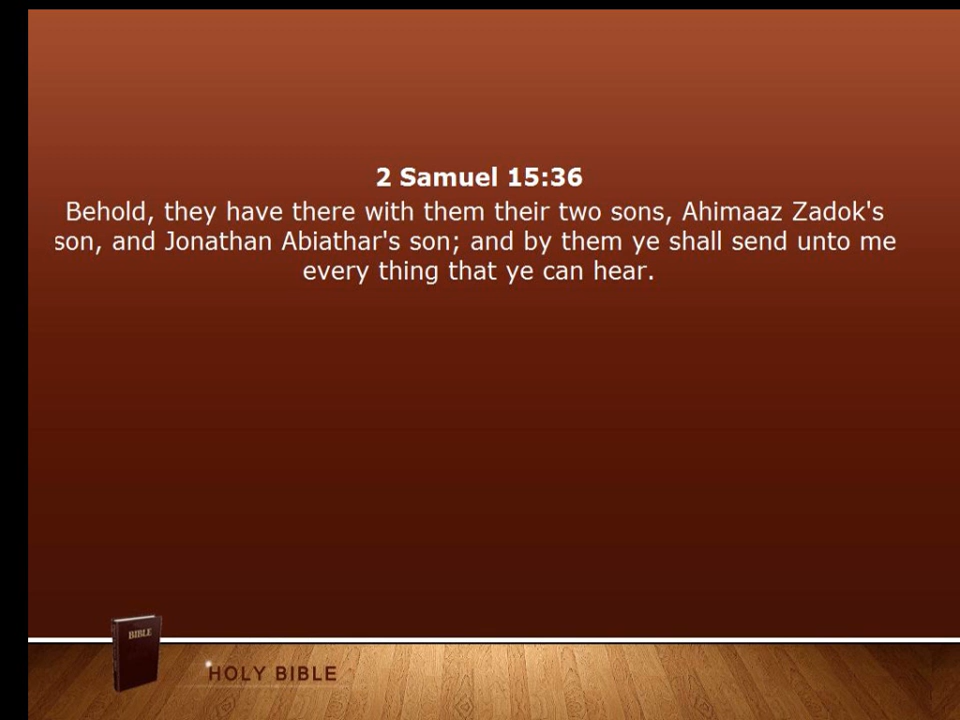 2 Samuel 15:36
Behold, they have there with them their two sons, Ahimaaz Zadok's
son, and Jonathan Abiathar's son; and by them ye shall send unto me
every thing that ye can hear.
BIBLE
HOLY BIBLE